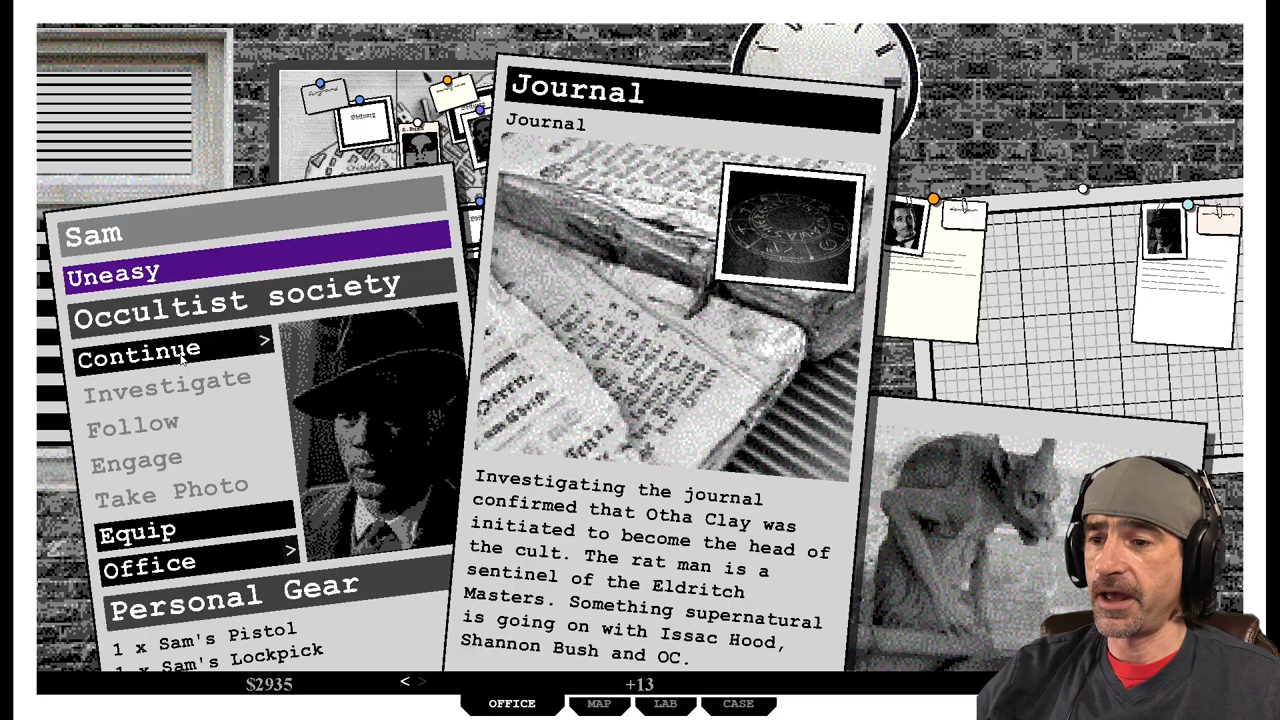 Sam
Uneasy
Occultist society
Continue >
Investigate
Follow
Engage
Take Photo
Equip
Office >
Personal Gear
1 x Sam's Pistol
1 x Sam's Lockpick
Obituary
Journal
Journal
Investigating the journal
confirmed that Otha Clay was
initiated to become the head of
the cult. The rat man is a
sentinel of the Eldritch
Masters. Something supernatural
is going on with Issac Hood,
Shannon Bush and OC.
$2935
< >
+13
OFFICE
MAP
LAB
CASE